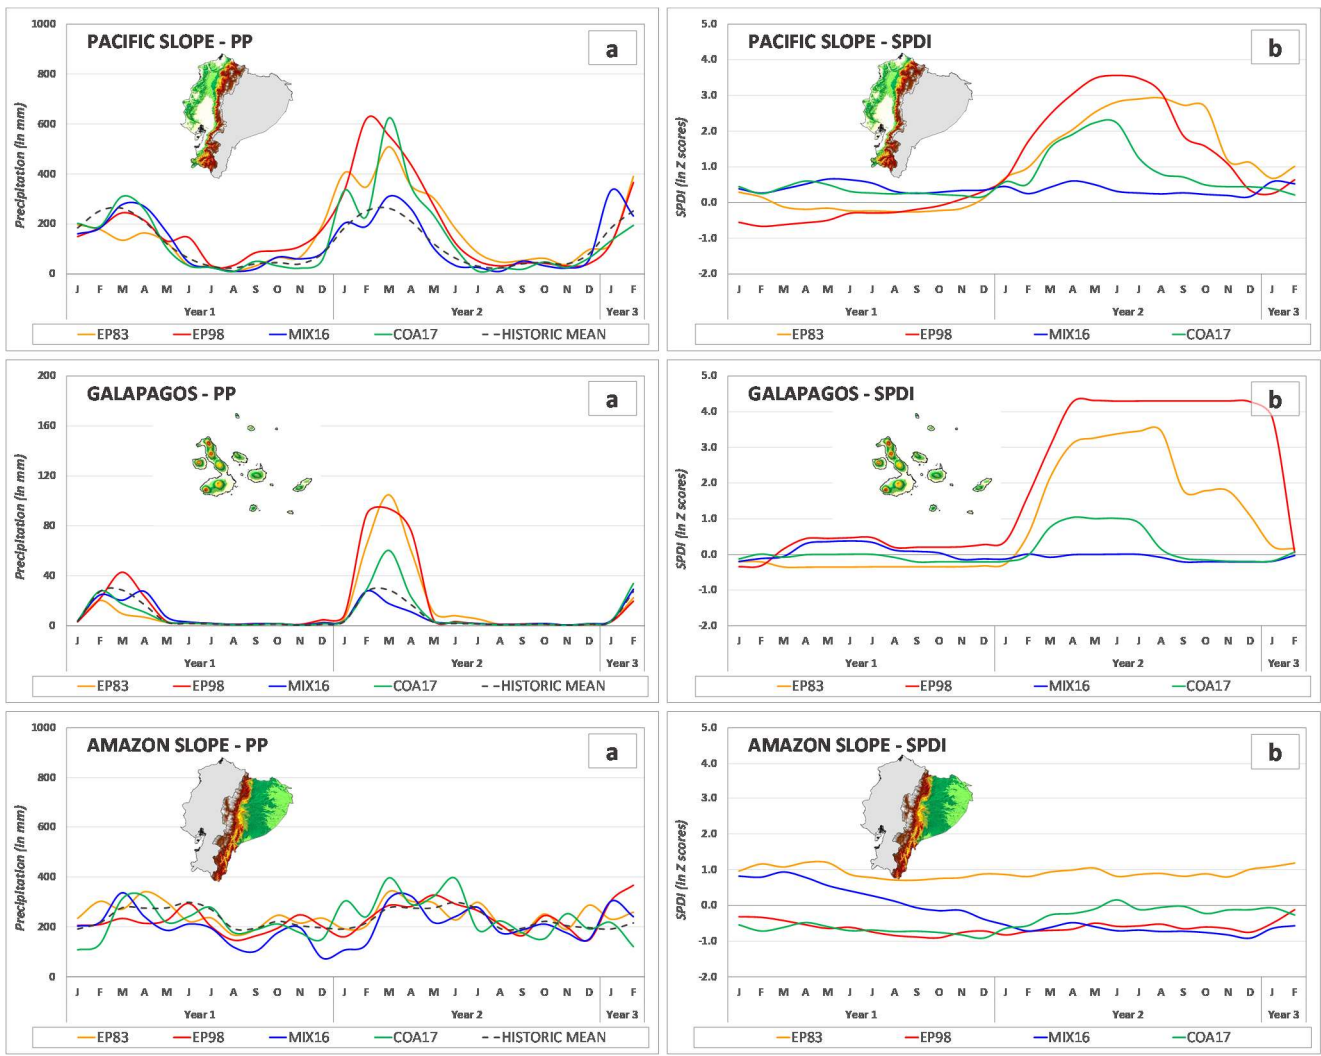 PACIFIC SLOPE - PP
a
Precipitation (in mm)
1000
800
600
400
200
0
J F M A M J J A S O N D J F M A M J J A S O N D J F
Year 1 Year 2 Year 3
EP83 EP98 MIX16 COA17 HISTORIC MEAN
PACIFIC SLOPE - SPDI
b
SPDI (in Z scores)
5.0
4.0
3.0
2.0
1.0
0.0
-1.0
-2.0
J F M A M J J A S O N D J F M A M J J A S O N D J F
Year 1 Year 2 Year 3
EP83 EP98 MIX16 COA17
GALAPAGOS - PP
a
Precipitation (in mm)
200
160
120
80
40
0
J F M A M J J A S O N D J F M A M J J A S O N D J F
Year 1 Year 2 Year 3
EP83 EP98 MIX16 COA17 HISTORIC MEAN
GALAPAGOS - SPDI
b
SPDI (in Z scores)
5.0
4.0
3.0
2.0
1.0
0.0
-1.0
-2.0
J F M A M J J A S O N D J F M A M J J A S O N D J F
Year 1 Year 2 Year 3
EP83 EP98 MIX16 COA17
AMAZON SLOPE - PP
a
Precipitation (in mm)
1000
800
600
400
200
0
J F M A M J J A S O N D J F M A M J J A S O N D J F
Year 1 Year 2 Year 3
EP83 EP98 MIX16 COA17 HISTORIC MEAN
AMAZON SLOPE - SPDI
b
SPDI (in Z scores)
5.0
4.0
3.0
2.0
1.0
0.0
-1.0
-2.0
J F M A M J J A S O N D J F M A M J J A S O N D J F
Year 1 Year 2 Year 3
EP83 EP98 MIX16 COA17